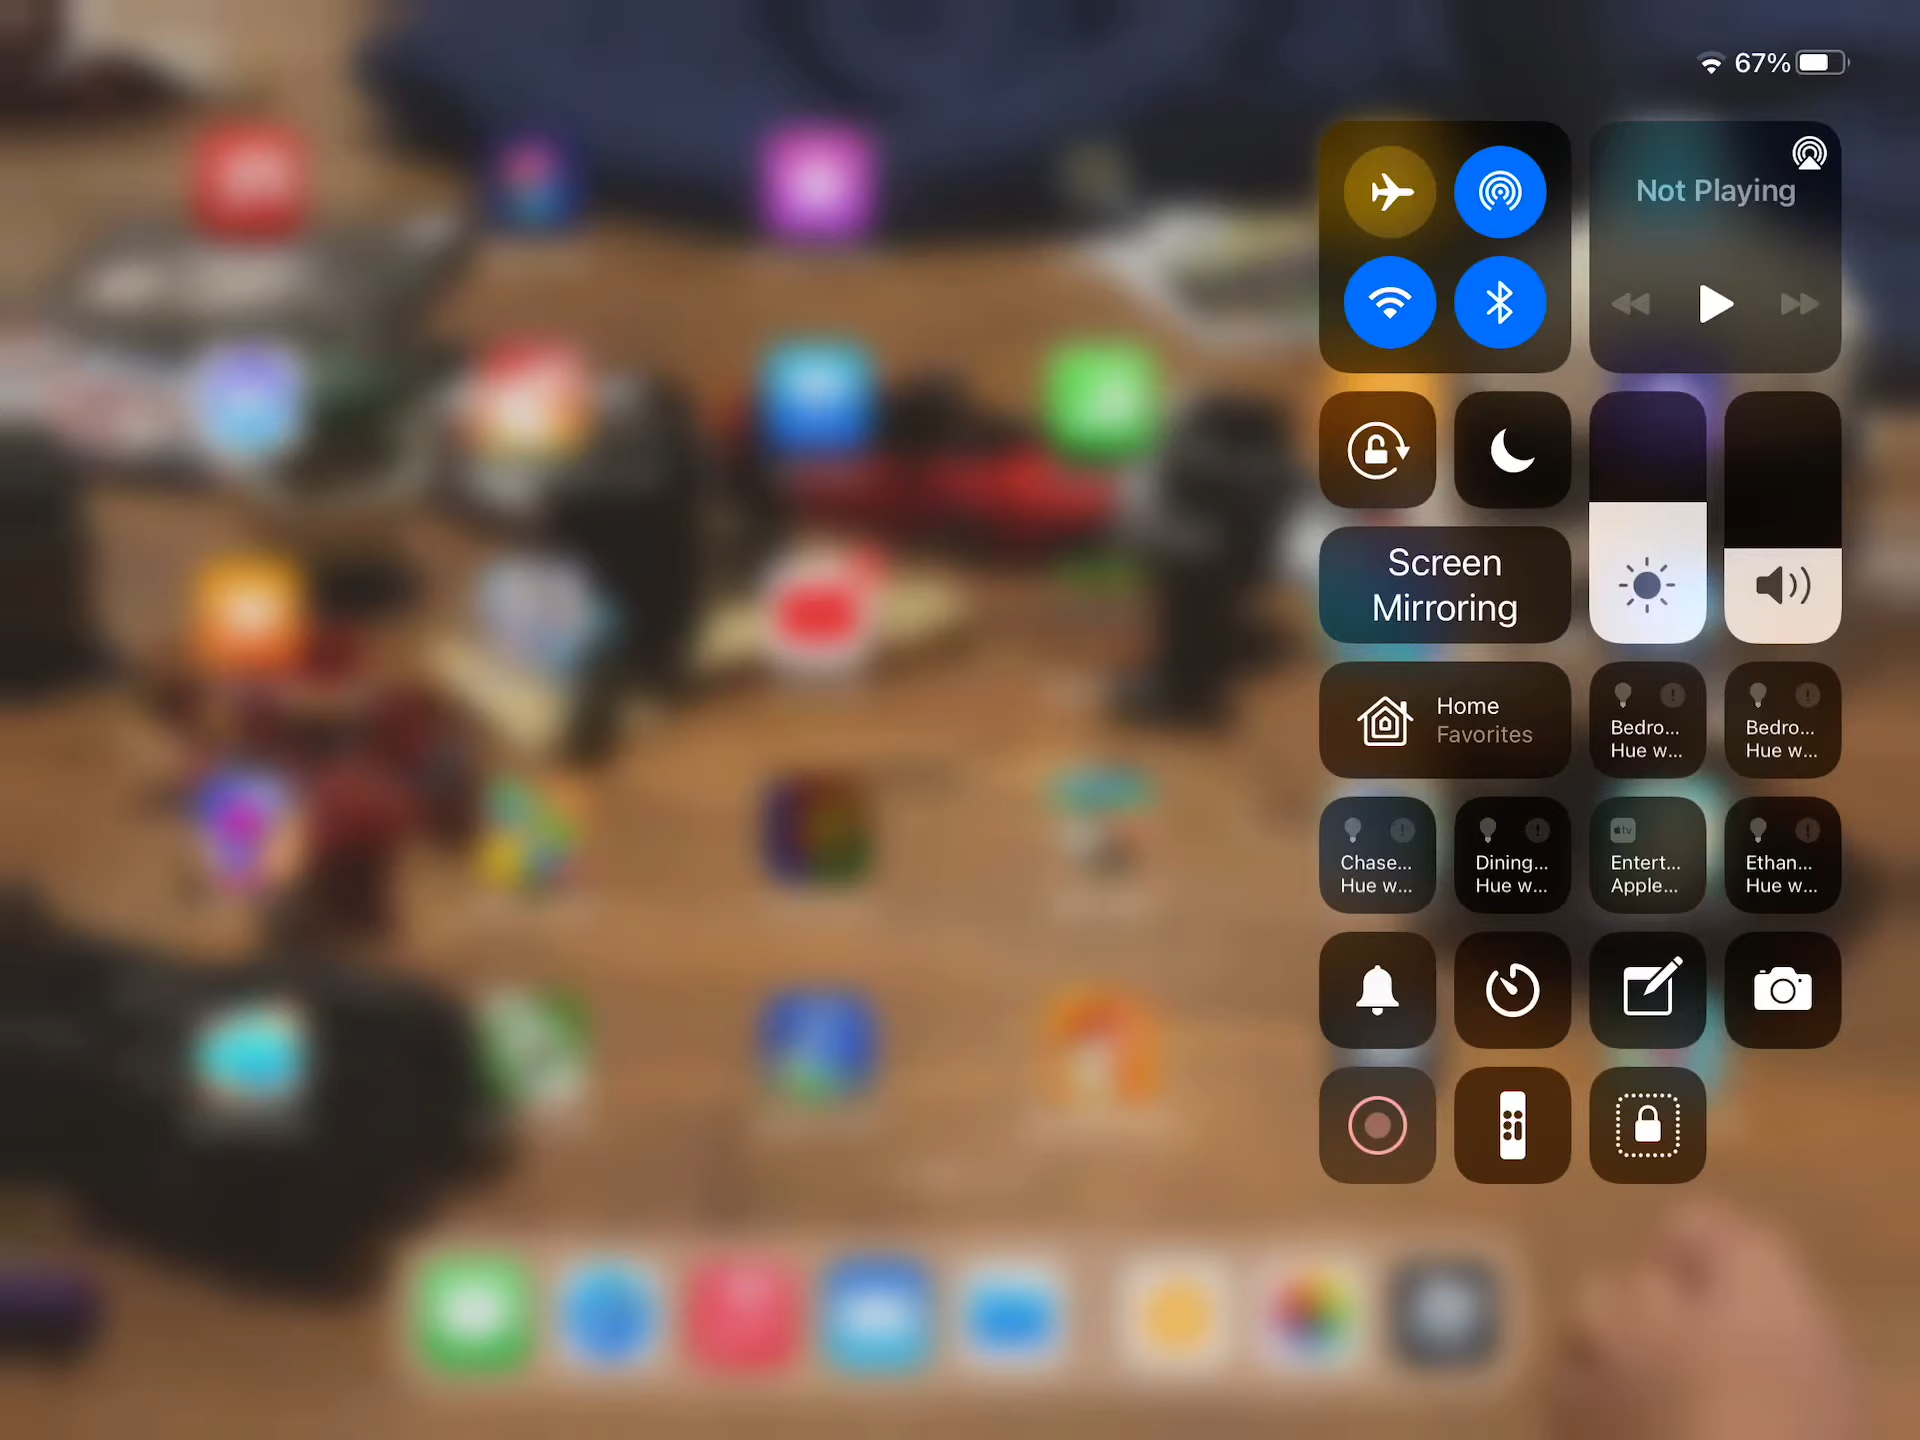 67%
Not Playing
Screen
Mirroring
Home
Favorites
Bedro...
Hue w...
Bedro...
Hue w...
Chase...
Hue w...
Dining...
Hue w...
tv
Entert...
Apple...
Ethan...
Hue w...